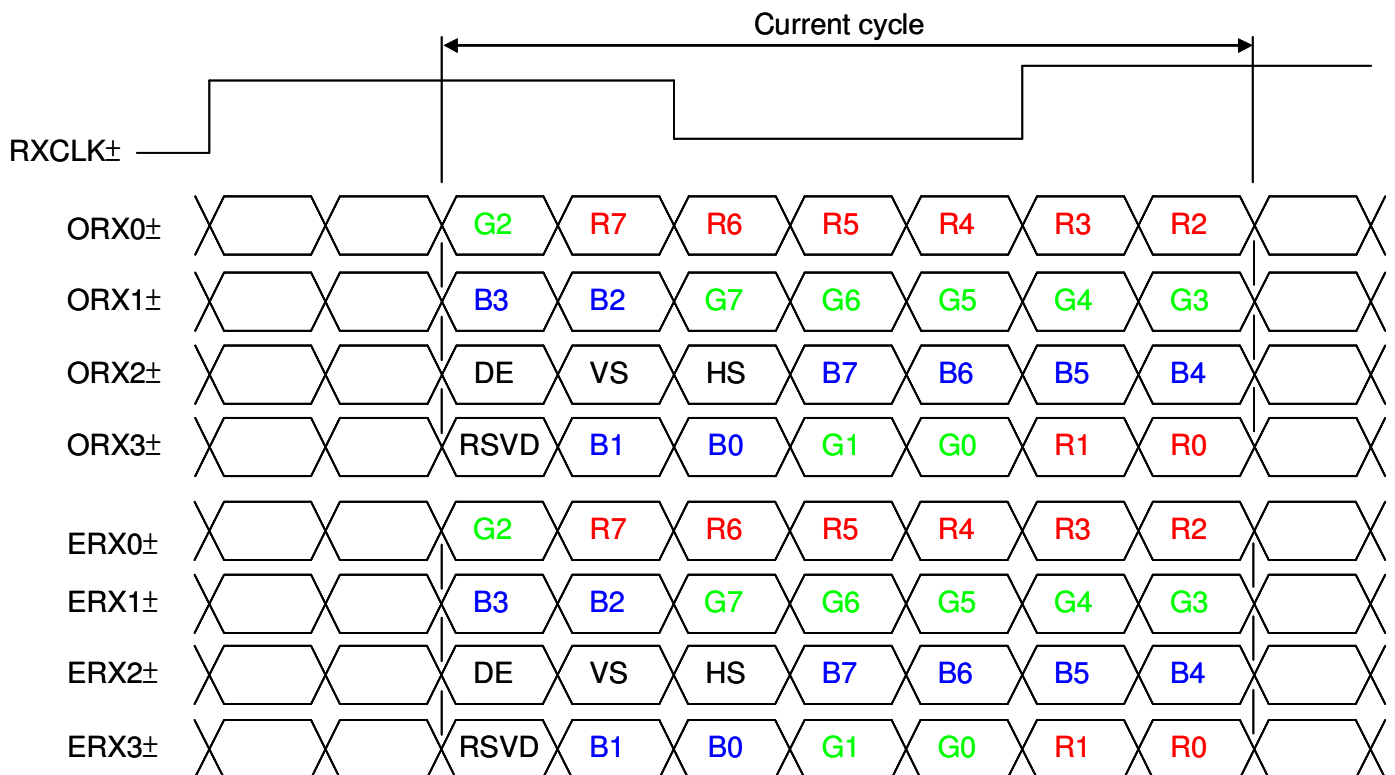 Current cycle
RXCLK±
ORX0± G2 R7 R6 R5 R4 R3 R2
ORX1± B3 B2 G7 G6 G5 G4 G3
ORX2± DE VS HS B7 B6 B5 B4
ORX3± RSVD B1 B0 G1 G0 R1 R0
ERX0± G2 R7 R6 R5 R4 R3 R2
ERX1± B3 B2 G7 G6 G5 G4 G3
ERX2± DE VS HS B7 B6 B5 B4
ERX3± RSVD B1 B0 G1 G0 R1 R0